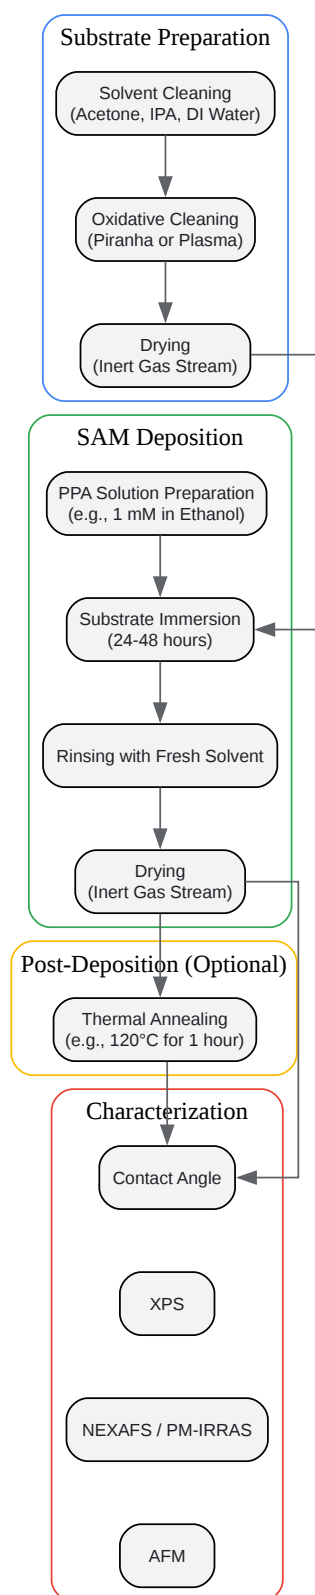 Substrate Preparation
Solvent Cleaning
(Acetone, IPA, DI Water)
Oxidative Cleaning
(Piranha or Plasma)
Drying
(Inert Gas Stream)
SAM Deposition
PPA Solution Preparation
(e.g., 1 mM in Ethanol)
Substrate Immersion
(24-48 hours)
Rinsing with Fresh Solvent
Drying
(Inert Gas Stream)
Post-Deposition (Optional)
Thermal Annealing
(e.g., 120°C for 1 hour)
Characterization
Contact Angle
XPS
NEXAFS / PM-IRRAS
AFM